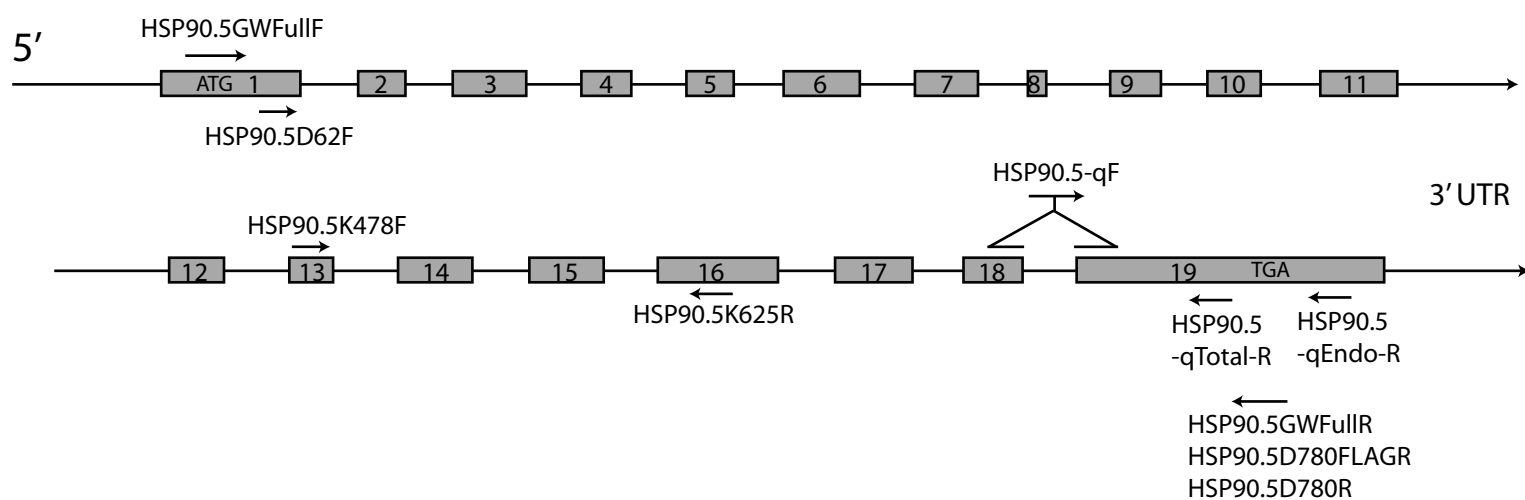 HSP90.5GWFullF
5'
ATG 1 2 3 4 5 6 7 8 9 10 11
HSP90.5D62F
HSP90.5-qF
3' UTR
HSP90.5K478F
12 13 14 15 16 17 18 19 TGA
HSP90.5K625R
HSP90.5
-qTotal-R
HSP90.5
-qEndo-R
HSP90.5GWFullR
HSP90.5D780FLAGR
HSP90.5D780R